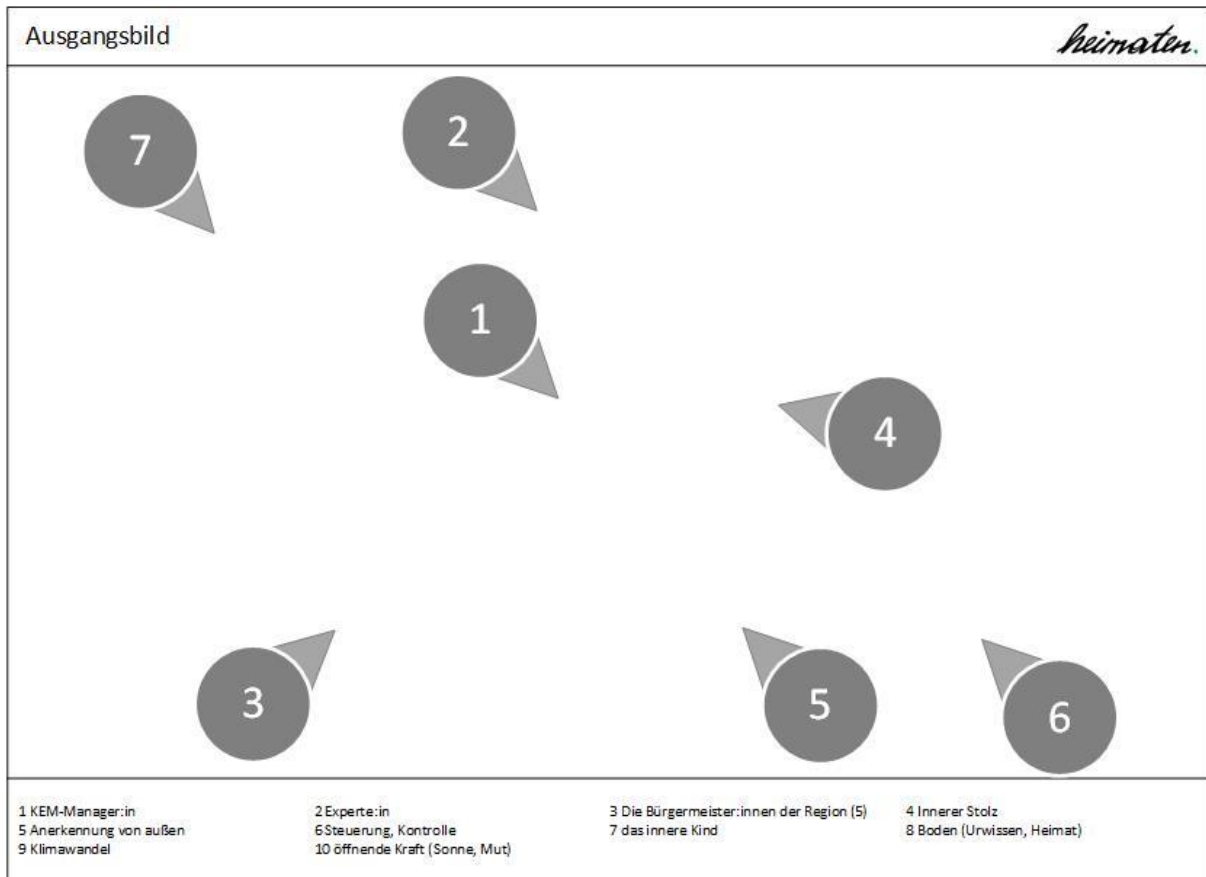 Ausgangsbild
heimaten.
7
2
1
4
3
5
6
1 KEM-Manager:in
2 Experte:in
3 Die Bürgermeister:innen der Region (5)
4 Innerer Stolz
5 Anerkennung von außen
6 Steuerung, Kontrolle
7 das innere Kind
8 Boden (Urwissen, Heimat)
9 Klimawandel
10 öffnende Kraft (Sonne, Mut)